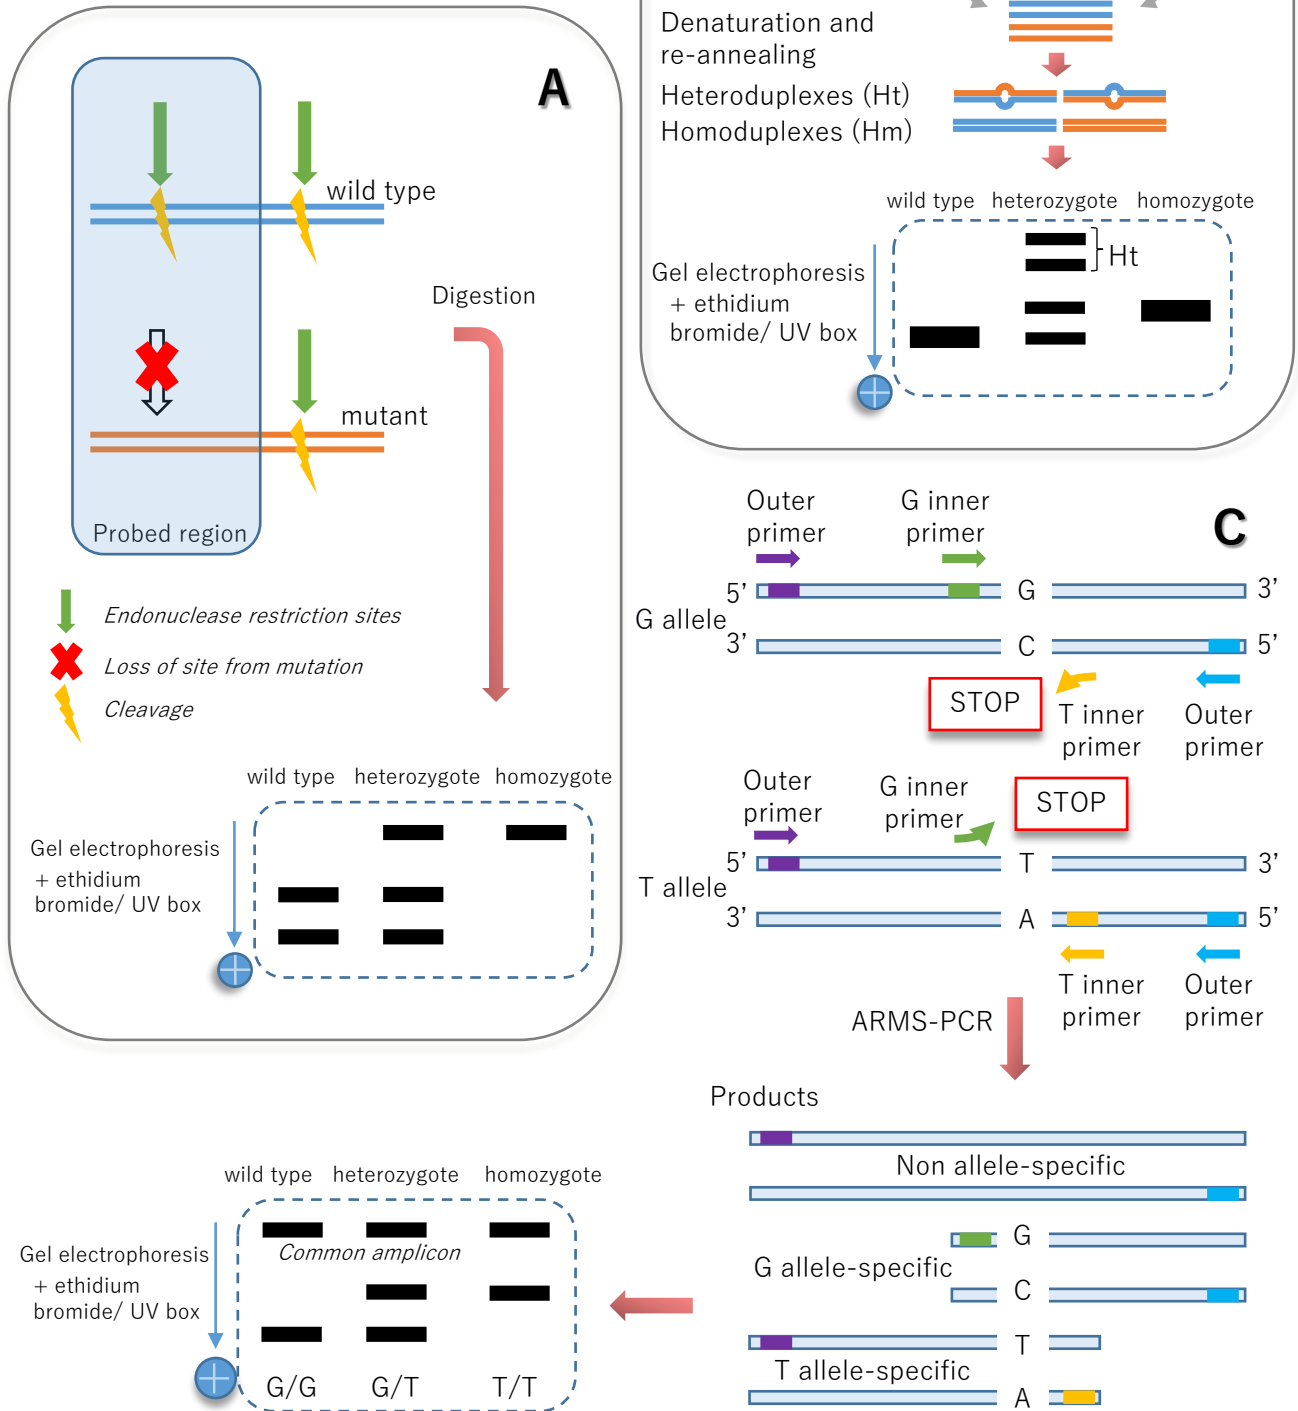 A
wild type
Digestion
mutant
Probed region
Endonuclease restriction sites
Loss of site from mutation
Cleavage
wild type heterozygote homozygote
Gel electrophoresis
+ ethidium
bromide/ UV box
Denaturation and
re-annealing
Heteroduplexes (Ht)
Homoduplexes (Hm)
wild type heterozygote homozygote
Ht
Gel electrophoresis
+ ethidium
bromide/ UV box
C
Outer
primer
G inner
primer
5’ G 3’
G allele
3’ C 5’
STOP
T inner
primer
Outer
primer
Outer
primer
G inner
primer
STOP
5’ T 3’
T allele
3’ A 5’
T inner
primer
Outer
primer
ARMS-PCR
Products
Non allele-specific
G
G allele-specific
C
T
T allele-specific
A
wild type heterozygote homozygote
Common amplicon
Gel electrophoresis
+ ethidium
bromide/ UV box
G/G G/T T/T